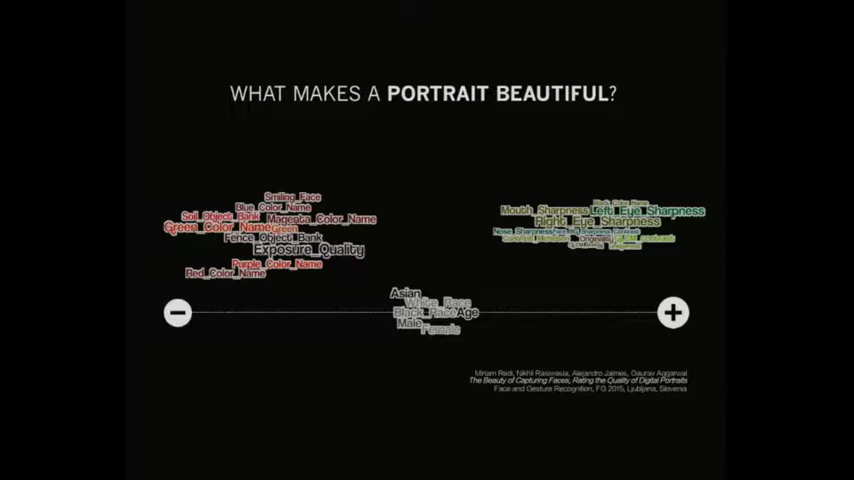 WHAT MAKES A PORTRAIT BEAUTIFUL?
Smiling_Face
Blue_Color_Name
Soil_Object_Bank Magenta_Color_Name
Green_Color_Name Green
Fence_Object_Bank
Exposure_Quality
Purple_Color_Name
Red_Color_Name
Mouth_Sharpness Left_Eye_Sharpness
Right_Eye_Sharpness
Nose_Sharpness
Originality
Asian
White_Race
Black_Race Age
Male Female
−
+
Miriam Redi, Nikhil Rasiwasia, Alejandro Jaimes, Gaurav Aggarwal
The Beauty of Capturing Faces, Rating the Quality of Digital Portraits
Face and Gesture Recognition, FG 2015, Ljubljana, Slovenia